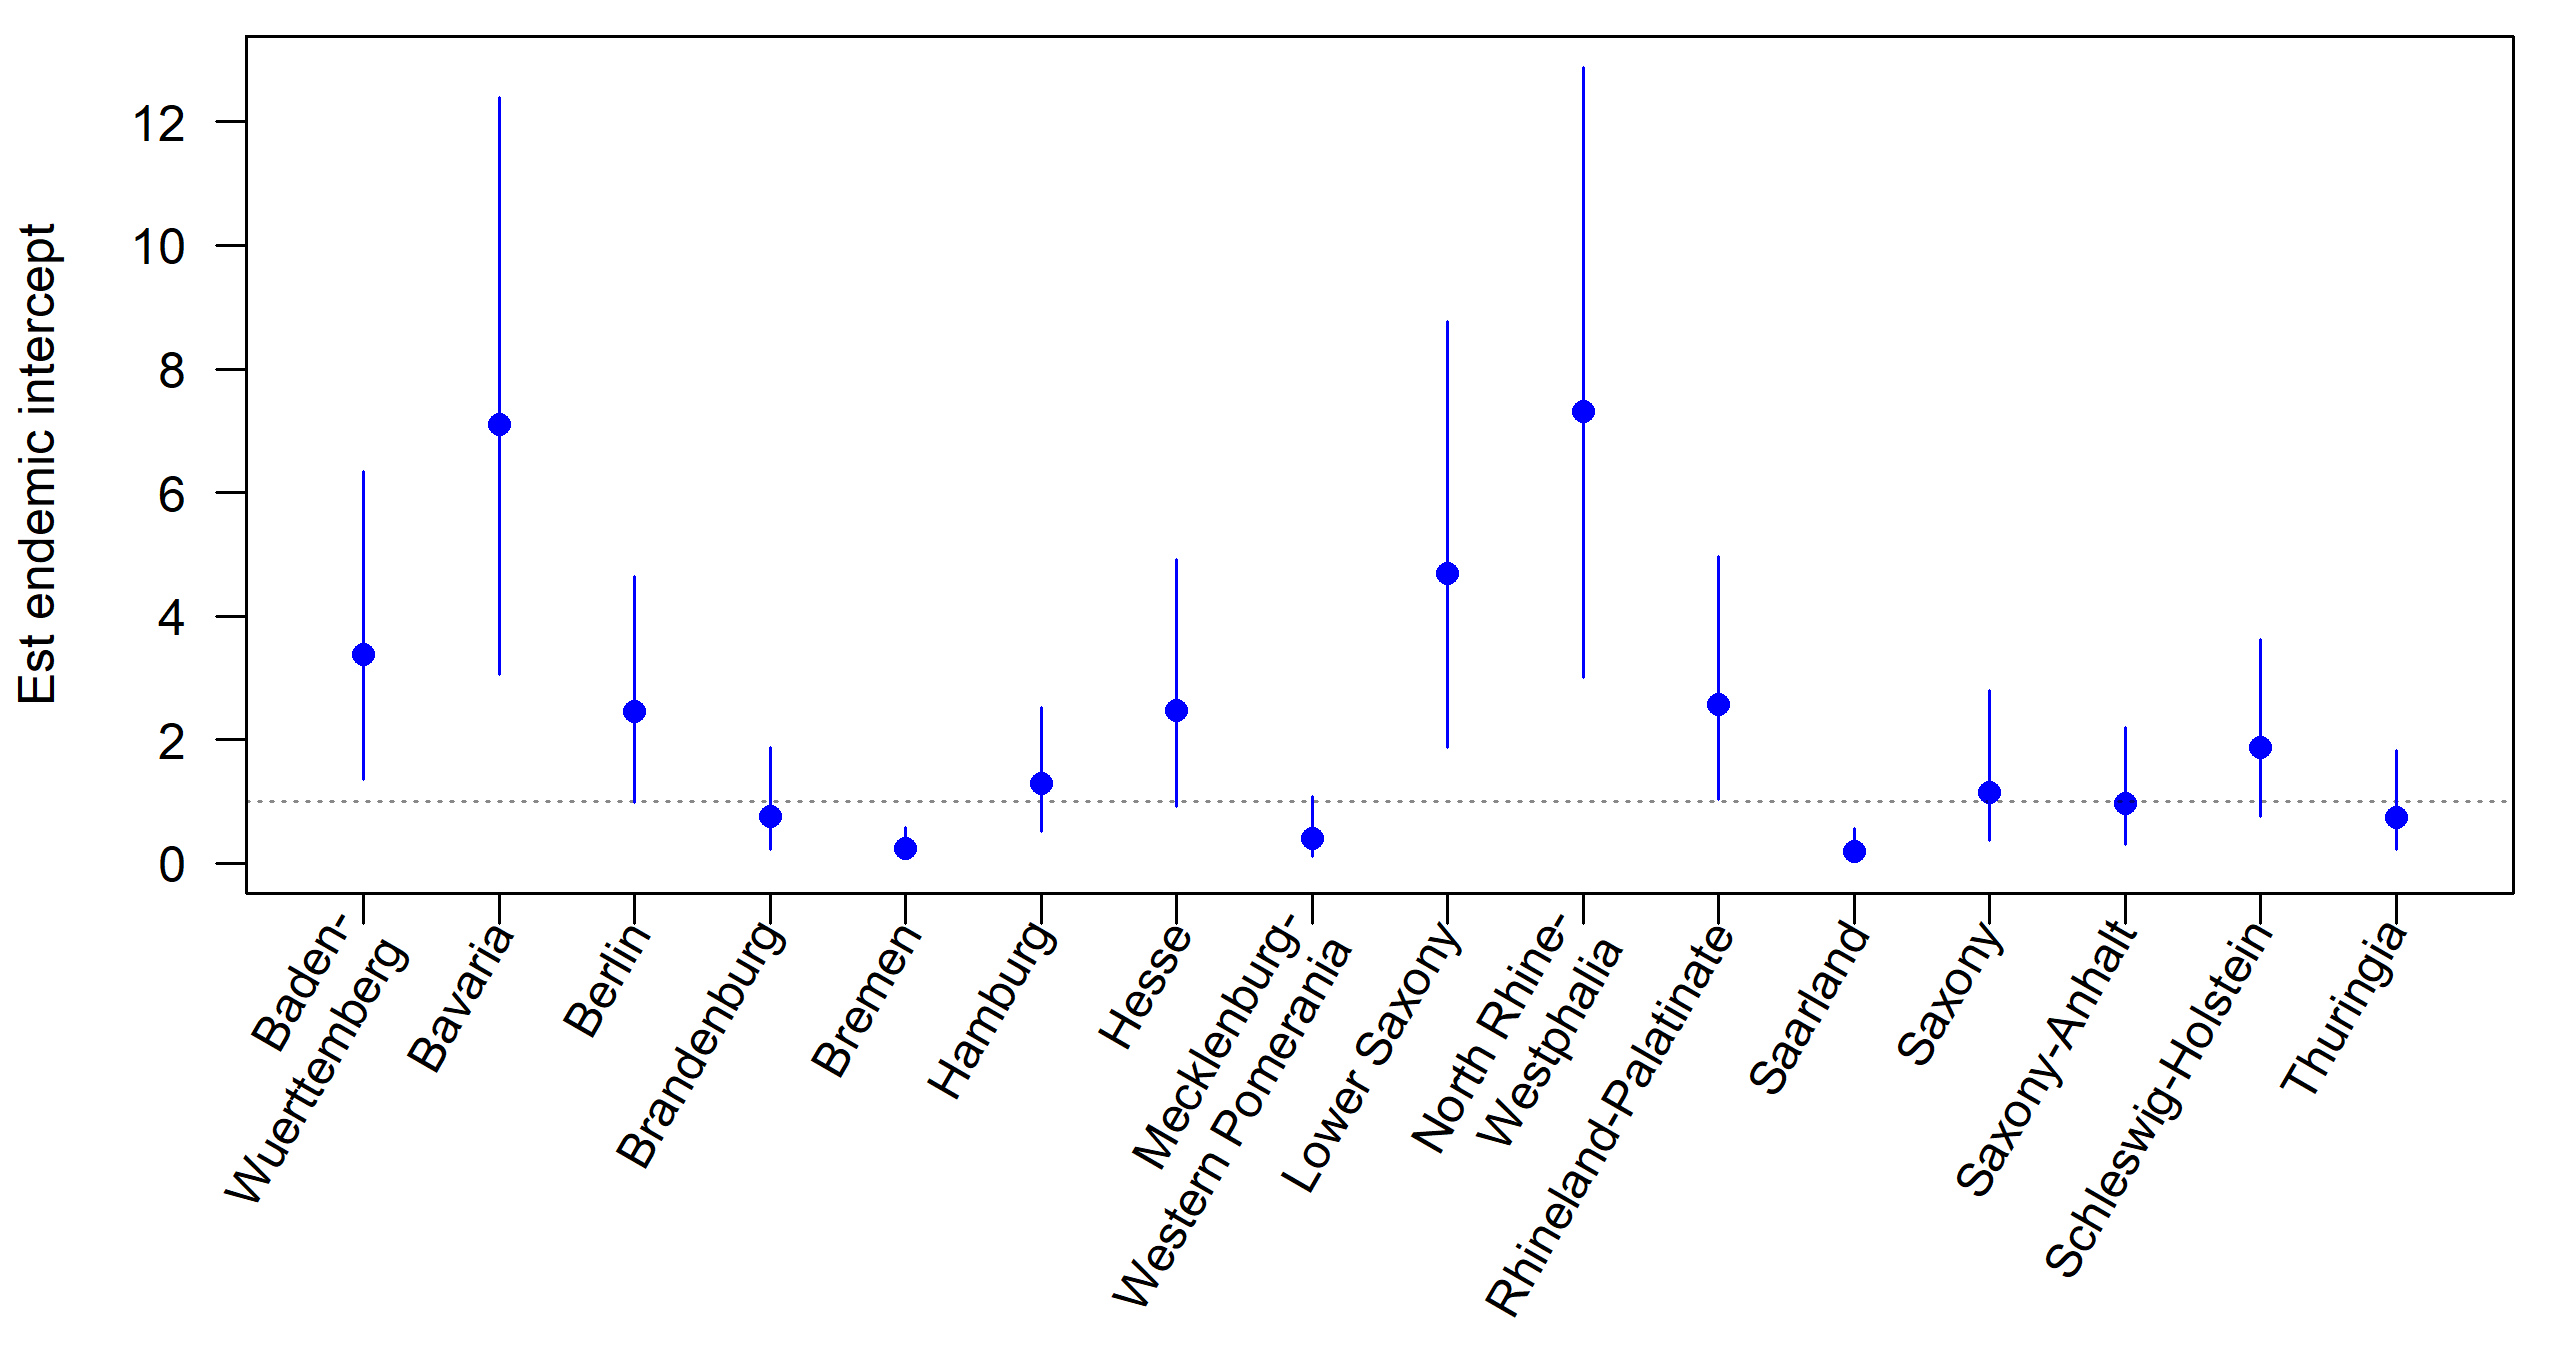 Est endemic intercept
12
10
8
6
4
2
0
Baden-
Wuerttemberg
Bavaria
Berlin
Brandenburg
Bremen
Hamburg
Hesse
Mecklenburg-
Western Pomerania
Lower Saxony
North Rhine-
Westphalia
Rhineland-Palatinate
Saarland
Saxony
Saxony-Anhalt
Schleswig-Holstein
Thuringia